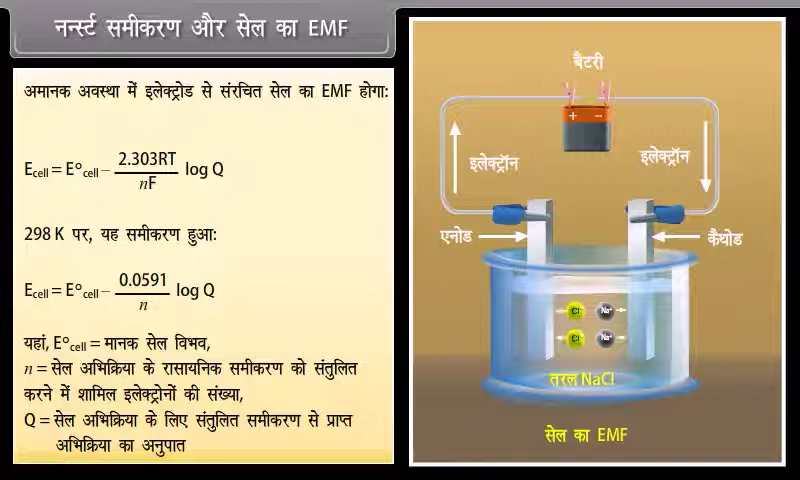 नर्न्स्ट समीकरण और सेल का EMF
अमानक अवस्था में इलेक्ट्रोड से संरचित सेल का EMF होगा:
Ecell = E°cell – 2.303RT/nF log Q
298 K पर, यह समीकरण हुआ:
Ecell = E°cell – 0.0591/n log Q
यहां, E°cell = मानक सेल विभव,
n = सेल अभिक्रिया के रासायनिक समीकरण को संतुलित
करने में शामिल इलेक्ट्रोनों की संख्या,
Q = सेल अभिक्रिया के लिए संतुलित समीकरण से प्राप्त
अभिक्रिया का अनुपात
बैटरी
+ –
इलेक्ट्रॉन
इलेक्ट्रॉन
एनोड
कैथोड
Cl Na+
Cl Na+
तरल NaCl
सेल का EMF